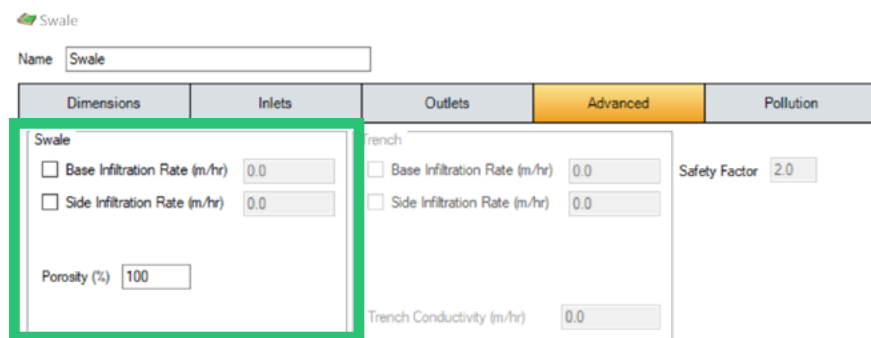 Swale
Name Swale
Dimensions Inlets Outlets Advanced Pollution
Swale Trench
Base Infiltration Rate (m/hr) 0.0 Base Infiltration Rate (m/hr) 0.0 Safety Factor 2.0
Side Infiltration Rate (m/hr) 0.0 Side Infiltration Rate (m/hr) 0.0
Porosity (%) 100
Trench Conductivity (m/hr) 0.0